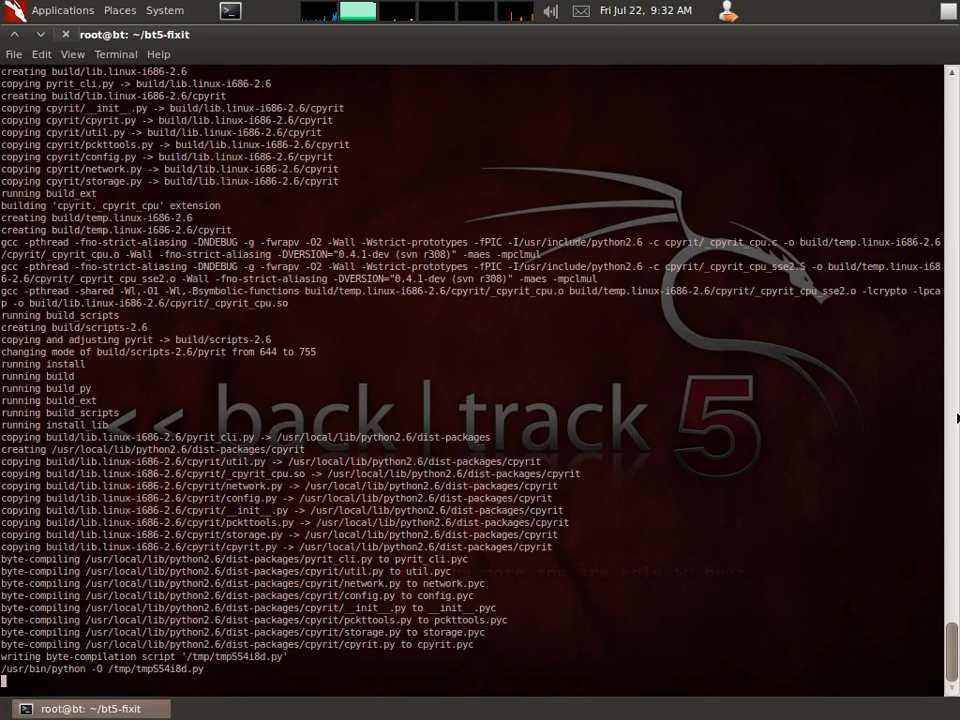 Applications Places System
Fri Jul 22, 9:32 AM
root@bt: ~/bt5-fixit
File Edit View Terminal Help
creating build/lib.linux-i686-2.6
copying pyrit_cli.py -> build/lib.linux-i686-2.6
creating build/lib.linux-i686-2.6/cpyrit
copying cpyrit/__init__.py -> build/lib.linux-i686-2.6/cpyrit
copying cpyrit/cpyrit.py -> build/lib.linux-i686-2.6/cpyrit
copying cpyrit/util.py -> build/lib.linux-i686-2.6/cpyrit
copying cpyrit/pckttools.py -> build/lib.linux-i686-2.6/cpyrit
copying cpyrit/config.py -> build/lib.linux-i686-2.6/cpyrit
copying cpyrit/network.py -> build/lib.linux-i686-2.6/cpyrit
copying cpyrit/storage.py -> build/lib.linux-i686-2.6/cpyrit
running build_ext
building 'cpyrit._cpyrit_cpu' extension
creating build/temp.linux-i686-2.6
creating build/temp.linux-i686-2.6/cpyrit
gcc -pthread -fno-strict-aliasing -DNDEBUG -g -fwrapv -O2 -Wall -Wstrict-prototypes -fPIC -I/usr/include/python2.6 -c cpyrit/_cpyrit_cpu.c -o build/temp.linux-i686-2.6
/cpyrit/_cpyrit_cpu.o -Wall -fno-strict-aliasing -DVERSION="0.4.1-dev (svn r308)" -maes -mpclmul
gcc -pthread -fno-strict-aliasing -DNDEBUG -g -fwrapv -O2 -Wall -Wstrict-prototypes -fPIC -I/usr/include/python2.6 -c cpyrit/_cpyrit_cpu_sse2.S -o build/temp.linux-i68
6-2.6/cpyrit/_cpyrit_cpu_sse2.o -Wall -fno-strict-aliasing -DVERSION="0.4.1-dev (svn r308)" -maes -mpclmul
gcc -pthread -shared -Wl,-O1 -Wl,-Bsymbolic-functions build/temp.linux-i686-2.6/cpyrit/_cpyrit_cpu.o build/temp.linux-i686-2.6/cpyrit/_cpyrit_cpu_sse2.o -lcrypto -lpca
p -o build/lib.linux-i686-2.6/cpyrit/_cpyrit_cpu.so
running build_scripts
creating build/scripts-2.6
copying and adjusting pyrit -> build/scripts-2.6
changing mode of build/scripts-2.6/pyrit from 644 to 755
running install
running build
running build_py
running build_ext
running build_scripts
running install_lib
<< back|track 5
copying build/lib.linux-i686-2.6/pyrit_cli.py -> /usr/local/lib/python2.6/dist-packages
creating /usr/local/lib/python2.6/dist-packages/cpyrit
copying build/lib.linux-i686-2.6/cpyrit/util.py -> /usr/local/lib/python2.6/dist-packages/cpyrit
copying build/lib.linux-i686-2.6/cpyrit/_cpyrit_cpu.so -> /usr/local/lib/python2.6/dist-packages/cpyrit
copying build/lib.linux-i686-2.6/cpyrit/network.py -> /usr/local/lib/python2.6/dist-packages/cpyrit
copying build/lib.linux-i686-2.6/cpyrit/config.py -> /usr/local/lib/python2.6/dist-packages/cpyrit
copying build/lib.linux-i686-2.6/cpyrit/__init__.py -> /usr/local/lib/python2.6/dist-packages/cpyrit
copying build/lib.linux-i686-2.6/cpyrit/pckttools.py -> /usr/local/lib/python2.6/dist-packages/cpyrit
copying build/lib.linux-i686-2.6/cpyrit/storage.py -> /usr/local/lib/python2.6/dist-packages/cpyrit
copying build/lib.linux-i686-2.6/cpyrit/cpyrit.py -> /usr/local/lib/python2.6/dist-packages/cpyrit
byte-compiling /usr/local/lib/python2.6/dist-packages/pyrit_cli.py to pyrit_cli.pyc
byte-compiling /usr/local/lib/python2.6/dist-packages/cpyrit/util.py to util.pyc
more you are able to hear
byte-compiling /usr/local/lib/python2.6/dist-packages/cpyrit/network.py to network.pyc
byte-compiling /usr/local/lib/python2.6/dist-packages/cpyrit/config.py to config.pyc
byte-compiling /usr/local/lib/python2.6/dist-packages/cpyrit/__init__.py to __init__.pyc
byte-compiling /usr/local/lib/python2.6/dist-packages/cpyrit/pckttools.py to pckttools.pyc
byte-compiling /usr/local/lib/python2.6/dist-packages/cpyrit/storage.py to storage.pyc
byte-compiling /usr/local/lib/python2.6/dist-packages/cpyrit/cpyrit.py to cpyrit.pyc
writing byte-compilation script '/tmp/tmpS54i8d.py'
/usr/bin/python -O /tmp/tmpS54i8d.py
root@bt: ~/bt5-fixit